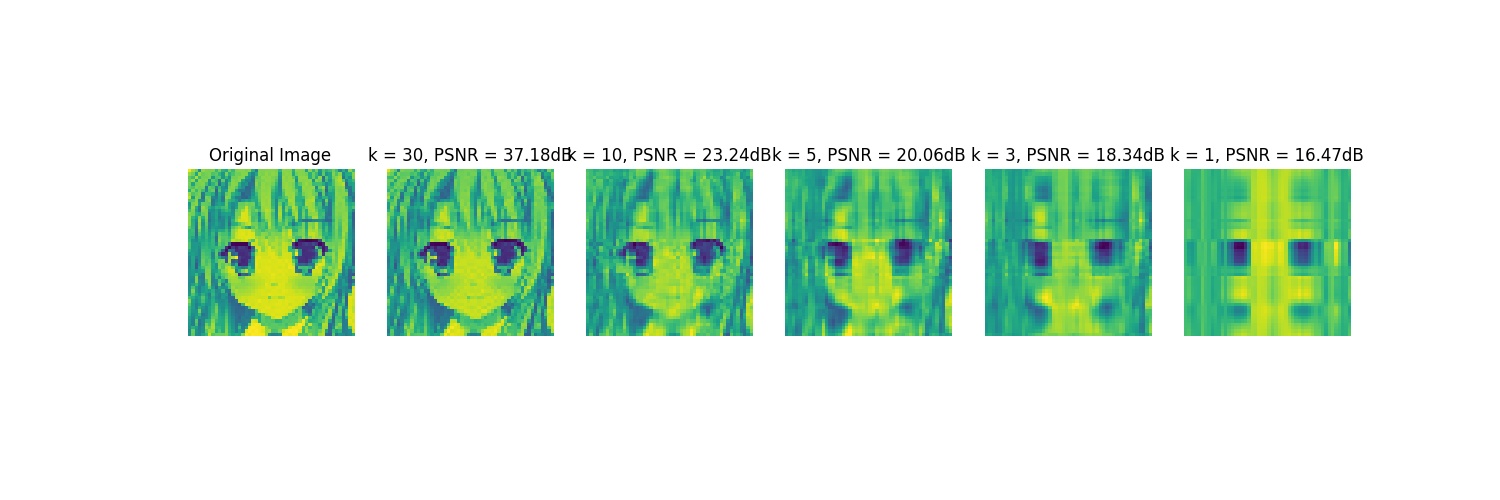 Original Image
k = 30, PSNR = 37.18dB
k = 10, PSNR = 23.24dB
k = 5, PSNR = 20.06dB
k = 3, PSNR = 18.34dB
k = 1, PSNR = 16.47dB